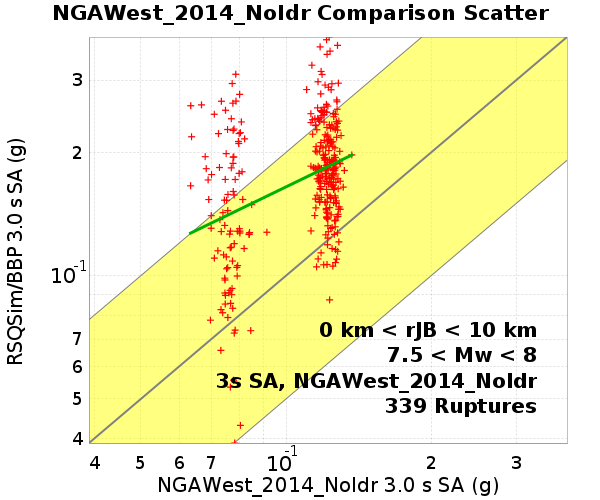 NGAWest_2014_NoIdr Comparison Scatter
RSQSim/BBP 3.0 s SA (g)
3
2
10⁻¹
7
6
5
4
0 km < rJB < 10 km
7.5 < Mw < 8
3s SA, NGAWest_2014_NoIdr
339 Ruptures
4 5 6 7 10⁻¹ 2 3
NGAWest_2014_NoIdr 3.0 s SA (g)